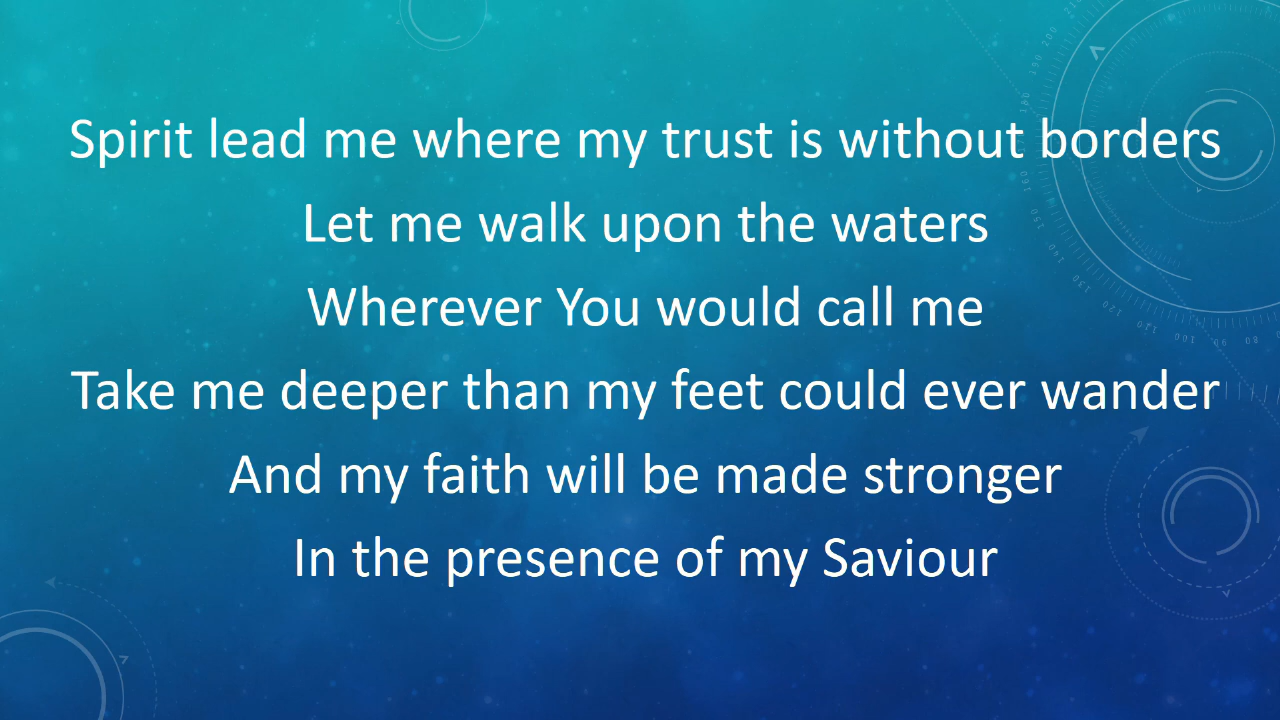 Spirit lead me where my trust is without borders
Let me walk upon the waters
Wherever You would call me
Take me deeper than my feet could ever wander
And my faith will be made stronger
In the presence of my Saviour